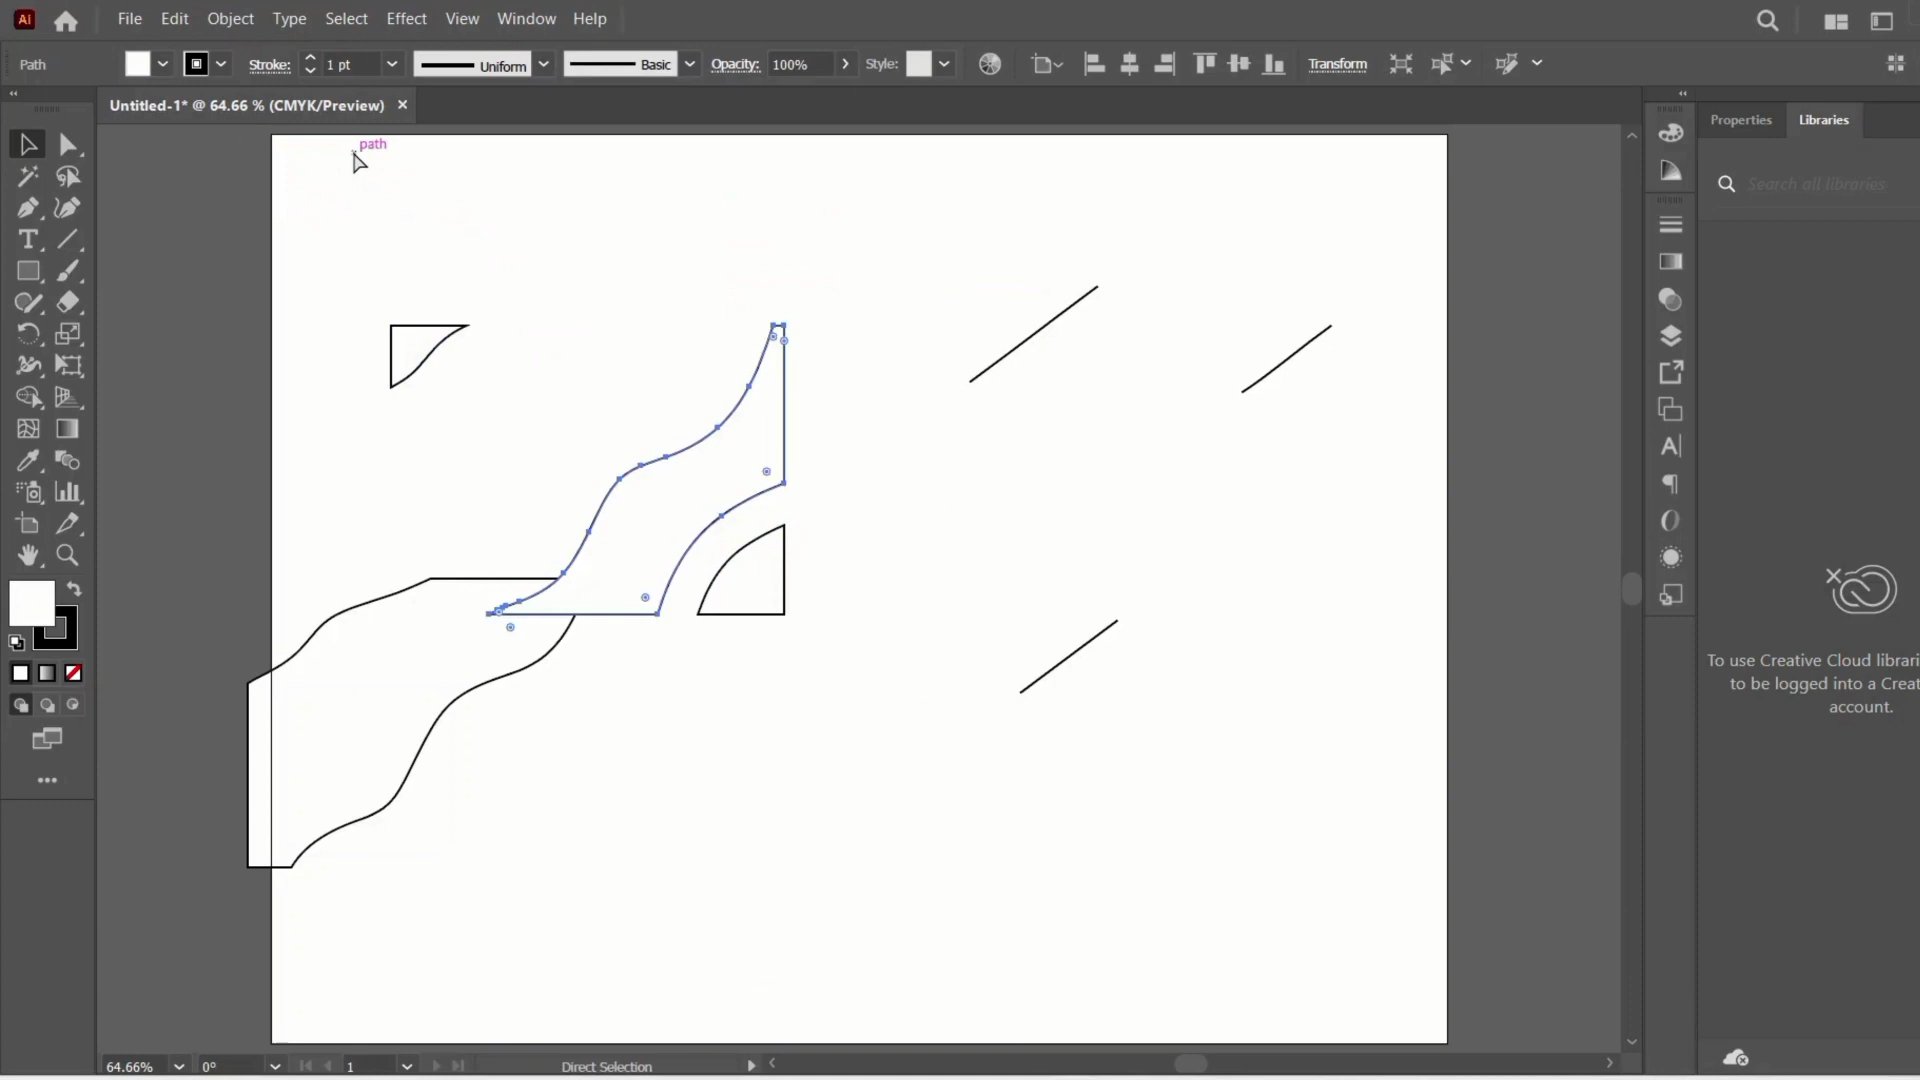 Ai File Edit Object Type Select Effect View Window Help
Path Stroke: 1 pt Uniform Basic Opacity: 100% Style: Transform
Untitled-1* @ 64.66 % (CMYK/Preview) ×
Properties Libraries
path
Search all libraries
To use Creative Cloud librari
to be logged into a Creat
account.
64.66% 0° 1 Direct Selection